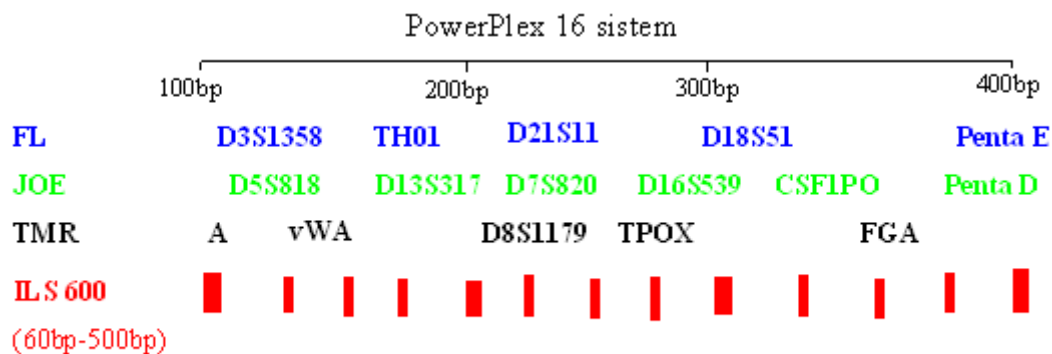 PowerPlex 16 sistem
100bp 200bp 300bp 400bp
FL D3S1358 TH01 D21S11 D18S51 Penta E
JOE D5S818 D13S317 D7S820 D16S539 CSF1PO Penta D
TMR A vWA D8S1179 TPOX FGA
ILS 600
(60bp-500bp)